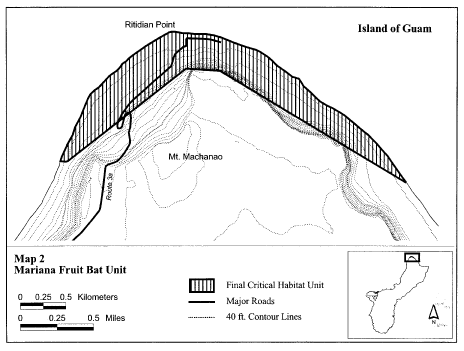 Ritidian Point
Island of Guam
Mt. Machanao
Route 3a
Map 2
Mariana Fruit Bat Unit
0 0.25 0.5 Kilometers
0 0.25 0.5 Miles
Final Critical Habitat Unit
Major Roads
40 ft. Contour Lines
N